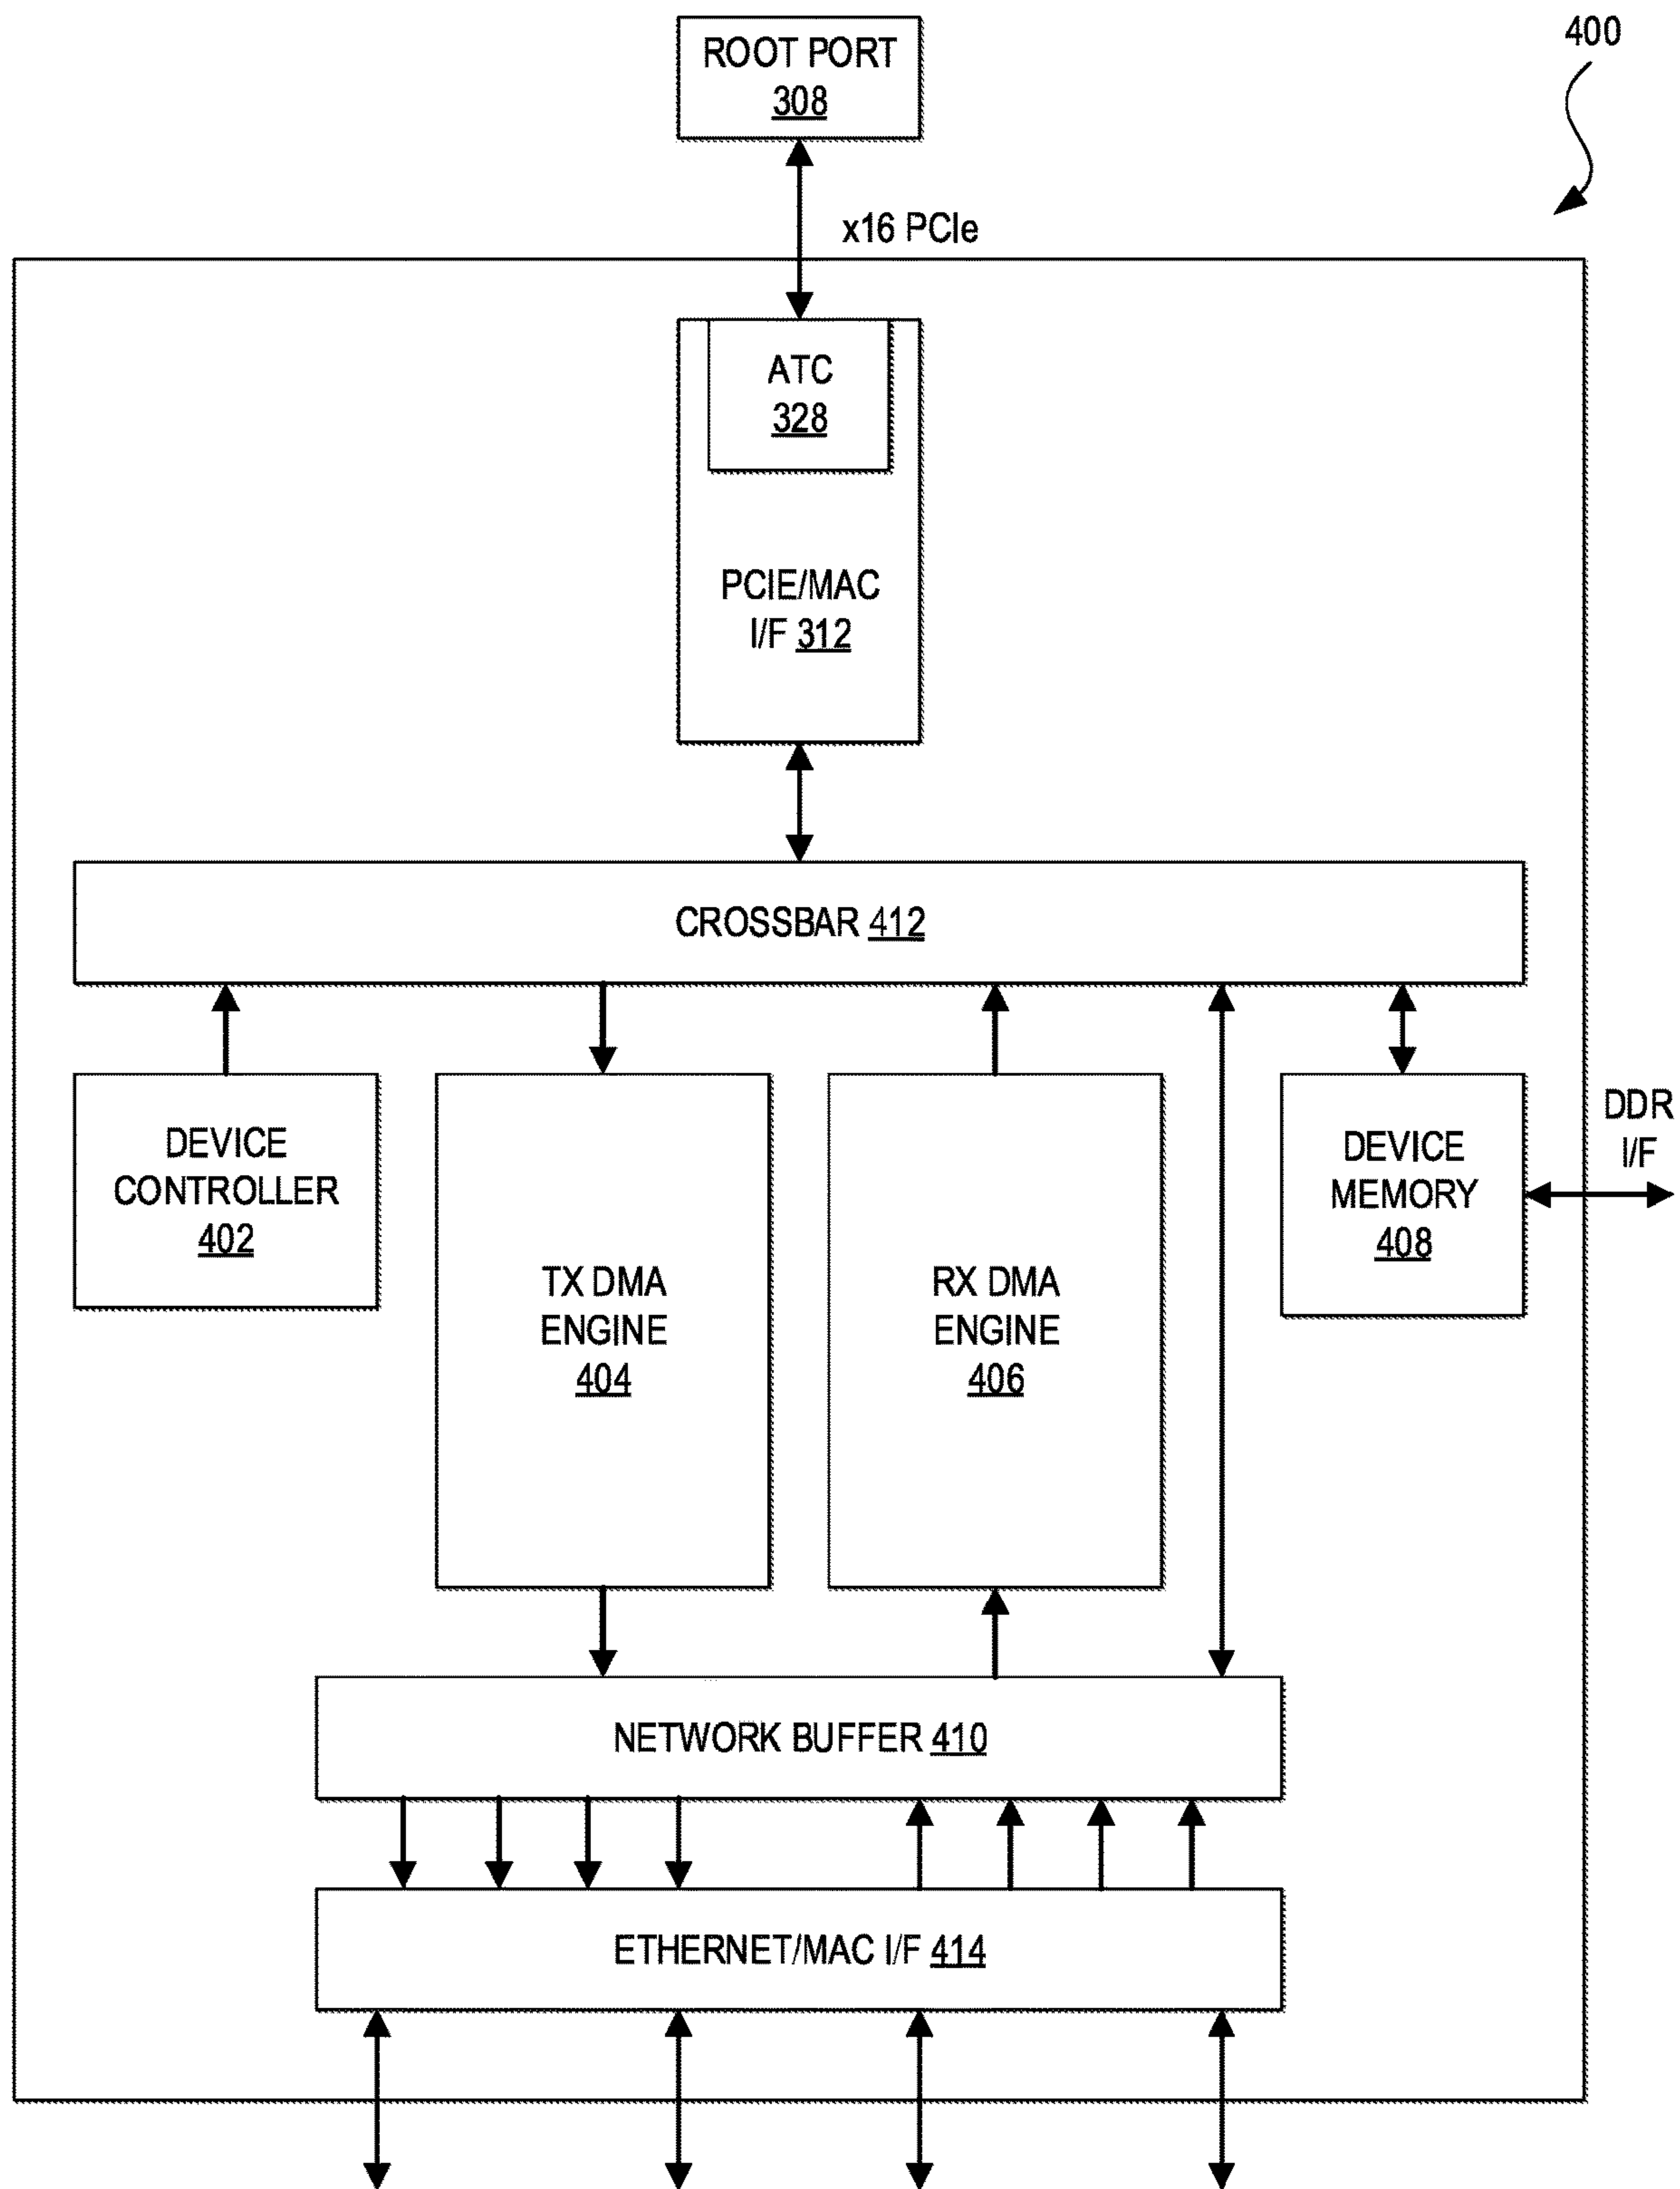 400
ROOT PORT
308
x16 PCIe
ATC
328
PCIE/MAC
I/F 312
CROSSBAR 412
DEVICE
CONTROLLER
402
TX DMA
ENGINE
404
RX DMA
ENGINE
406
DEVICE
MEMORY
408
DDR
I/F
NETWORK BUFFER 410
ETHERNET/MAC I/F 414